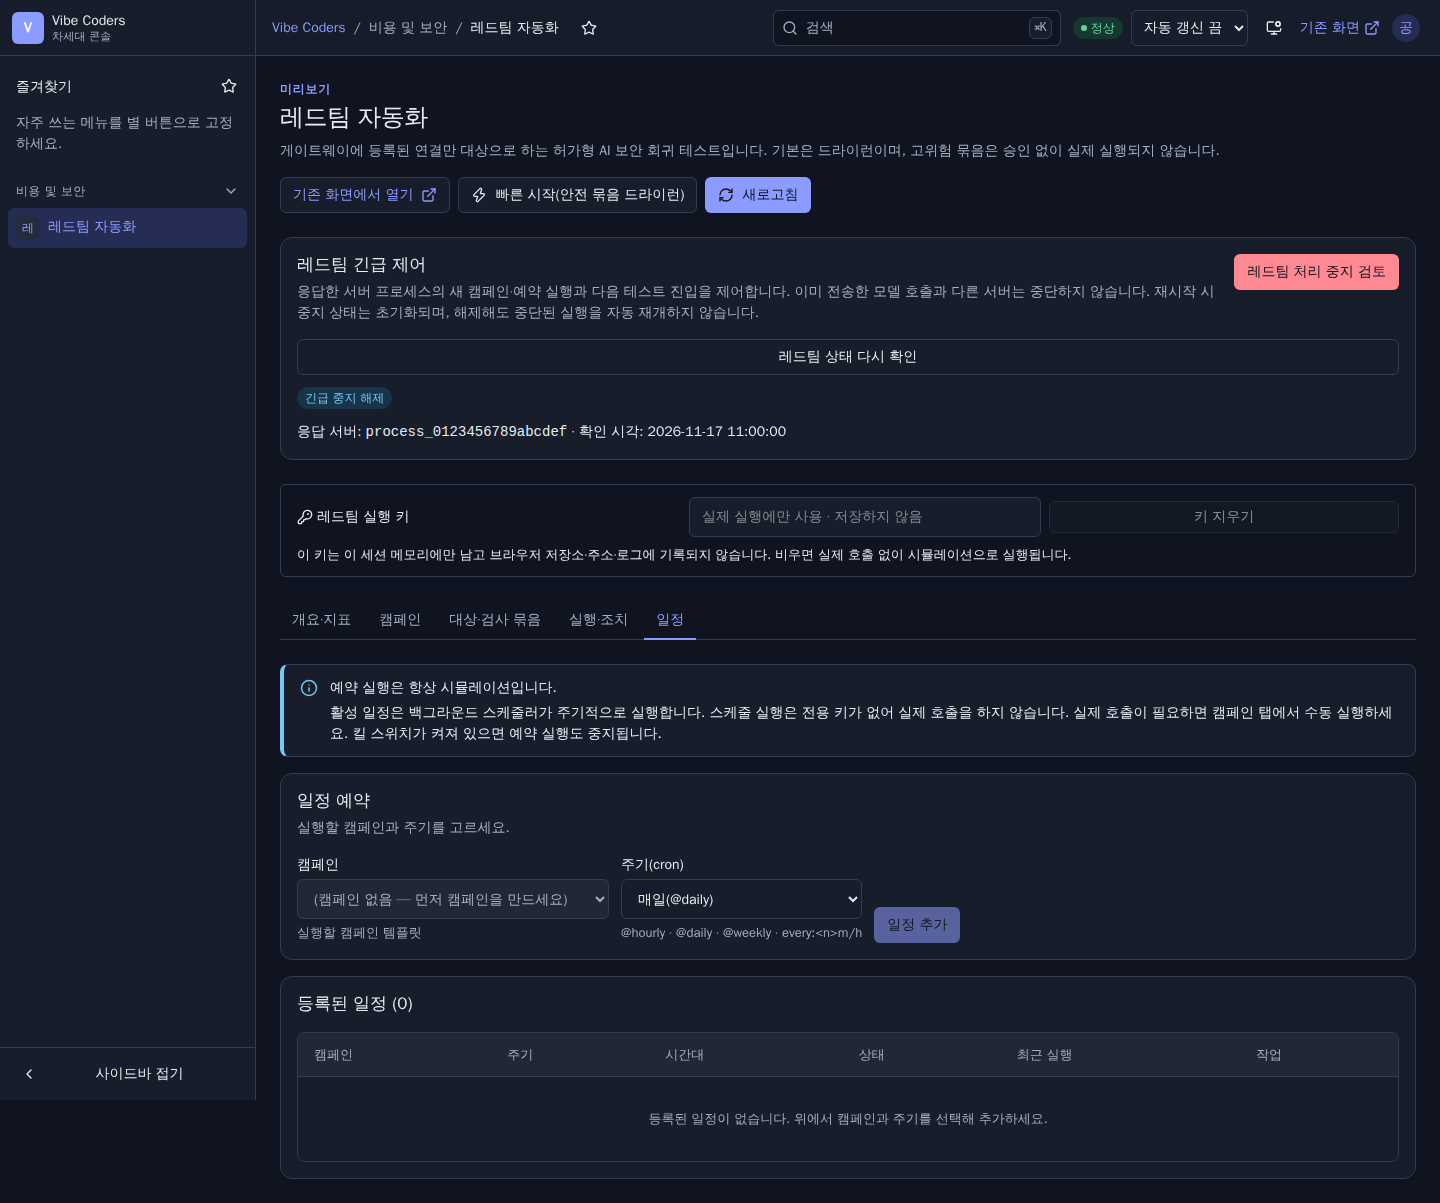 V
Vibe Coders
차세대 콘솔
Vibe Coders / 비용 및 보안 / 레드팀 자동화
검색
⌘K
정상
자동 갱신 끔
기존 화면
공
즐겨찾기
자주 쓰는 메뉴를 별 버튼으로 고정
하세요.
비용 및 보안
레
레드팀 자동화
사이드바 접기
미리보기
레드팀 자동화
게이트웨이에 등록된 연결만 대상으로 하는 허가형 AI 보안 회귀 테스트입니다. 기본은 드라이런이며, 고위험 묶음은 승인 없이 실제 실행되지 않습니다.
기존 화면에서 열기
빠른 시작(안전 묶음 드라이런)
새로고침
레드팀 긴급 제어
레드팀 처리 중지 검토
응답한 서버 프로세스의 새 캠페인·예약 실행과 다음 테스트 진입을 제어합니다. 이미 전송한 모델 호출과 다른 서버는 중단하지 않습니다. 재시작 시
중지 상태는 초기화되며, 해제해도 중단된 실행을 자동 재개하지 않습니다.
레드팀 상태 다시 확인
긴급 중지 해제
응답 서버: process_0123456789abcdef · 확인 시각: 2026-11-17 11:00:00
레드팀 실행 키
실제 실행에만 사용 · 저장하지 않음
키 지우기
이 키는 이 세션 메모리에만 남고 브라우저 저장소·주소·로그에 기록되지 않습니다. 비우면 실제 호출 없이 시뮬레이션으로 실행됩니다.
개요·지표
캠페인
대상·검사 묶음
실행·조치
일정
예약 실행은 항상 시뮬레이션입니다.
활성 일정은 백그라운드 스케줄러가 주기적으로 실행합니다. 스케줄 실행은 전용 키가 없어 실제 호출을 하지 않습니다. 실제 호출이 필요하면 캠페인 탭에서 수동 실행하세
요. 킬 스위치가 켜져 있으면 예약 실행도 중지됩니다.
일정 예약
실행할 캠페인과 주기를 고르세요.
캠페인
(캠페인 없음 — 먼저 캠페인을 만드세요)
실행할 캠페인 템플릿
주기(cron)
매일(@daily)
@hourly · @daily · @weekly · every:<n>m/h
일정 추가
등록된 일정 (0)
캠페인
주기
시간대
상태
최근 실행
작업
등록된 일정이 없습니다. 위에서 캠페인과 주기를 선택해 추가하세요.